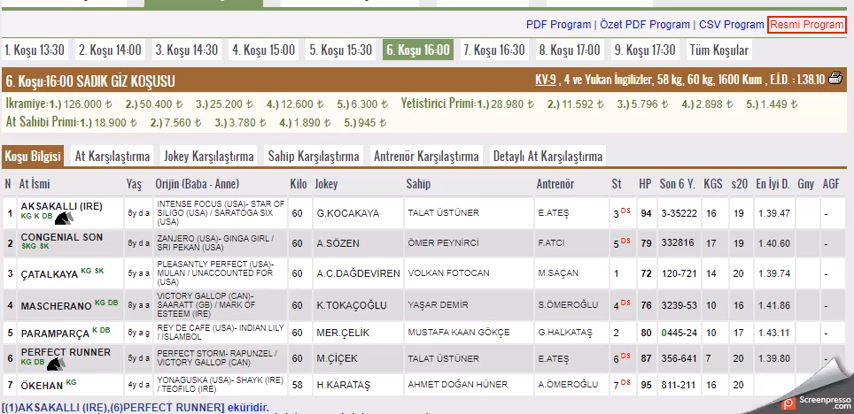 PDF Program | Özet PDF Program | CSV Program Resmi Program
1. Koşu 13:30 2. Koşu 14:00 3. Koşu 14:30 4. Koşu 15:00 5. Koşu 15:30 6. Koşu 16:00 7. Koşu 16:30 8. Koşu 17:00 9. Koşu 17:30 Tüm Koşular
6. Koşu:16:00 SADIK GİZ KOŞUSU KV-9 , 4 ve Yukarı İngilizler, 58 kg, 60 kg, 1600 Kum , E.İ.D. : 1.38.10
İkramiye: 1.) 126.000 ₺ 2.) 50.400 ₺ 3.) 25.200 ₺ 4.) 12.600 ₺ 5.) 6.300 ₺ Yetistirici Primi: 1.) 28.980 ₺ 2.) 11.592 ₺ 3.) 5.796 ₺ 4.) 2.898 ₺ 5.) 1.449 ₺
At Sahibi Primi: 1.) 18.900 ₺ 2.) 7.560 ₺ 3.) 3.780 ₺ 4.) 1.890 ₺ 5.) 945 ₺
Koşu Bilgisi At Karşılaştırma Jokey Karşılaştırma Sahip Karşılaştırma Antrenör Karşılaştırma Detaylı At Karşılaştırma
N At İsmi Yaş Orijin (Baba - Anne) Kilo Jokey Sahip Antrenör St HP Son 6 Y. KGS s20 En İyi D. Gny AGF
1 AKSAKALLI (IRE) KG K DB 6y d a INTENSE FOCUS (USA)- STAR OF SILIGO (USA) / SARATOGA SIX (USA) 60 G.KOCAKAYA TALAT ÜSTÜNER E.ATEŞ 3 DS 94 3-35222 16 19 1.39.47 -
2 CONGENIAL SON SKG SK 6y d a ZANJERO (USA)- GINGA GIRL / SRI PEKAN (USA) 60 A.SÖZEN ÖMER PEYNİRCİ F.ATCI 5 DS 79 332816 17 19 1.40.60 -
3 ÇATALKAYA KG SK 5y a a PLEASANTLY PERFECT (USA)- MULAN / UNACCOUNTED FOR (USA) 60 A.C.DAĞDEVİREN VOLKAN FOTOCAN M.SAÇAN 1 72 120-721 14 20 1.39.74 -
4 MASCHERANO KG DB 8y a a VICTORY GALLOP (CAN)- SAARATT (GB) / MARK OF ESTEEM (IRE) 60 K.TOKAÇOĞLU YAŞAR DEMİR S.ÖMEROĞLU 4 DS 76 3239-53 10 16 1.41.86 -
5 PARAMPARÇA K DB 6y a g REY DE CAFE (USA)- INDIAN LILY / ISLAMBOL 60 MER.ÇELİK MUSTAFA KAAN GÖKÇE G.HALKATAŞ 2 80 0445-24 10 17 1.43.11 -
6 PERFECT RUNNER KG DB 5y d a PERFECT STORM- RAPUNZEL / VICTORY GALLOP (CAN) 60 M.ÇİÇEK TALAT ÜSTÜNER E.ATEŞ 6 DS 87 356-641 7 20 1.39.80 -
7 ÖKEHAN KG 4y d a YONAGUSKA (USA)- SHAYK (IRE) / TEOFILO (IRE) 58 H.KARATAŞ AHMET DOĞAN HÜNER A.ÖMEROĞLU 7 DS 95 811-211 16 20
[(1)AKSAKALLI (IRE),(6)PERFECT RUNNER] eküridir.
Screenpresso.com